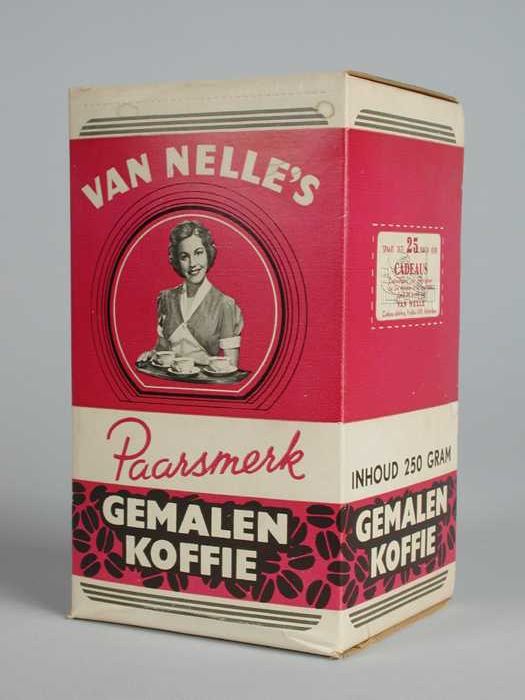 VAN NELLE'S
Paarsmerk
GEMALEN
KOFFIE
25
CADEAUS
VAN NELLE
INHOUD 250 GRAM
GEMALEN
KOFFIE